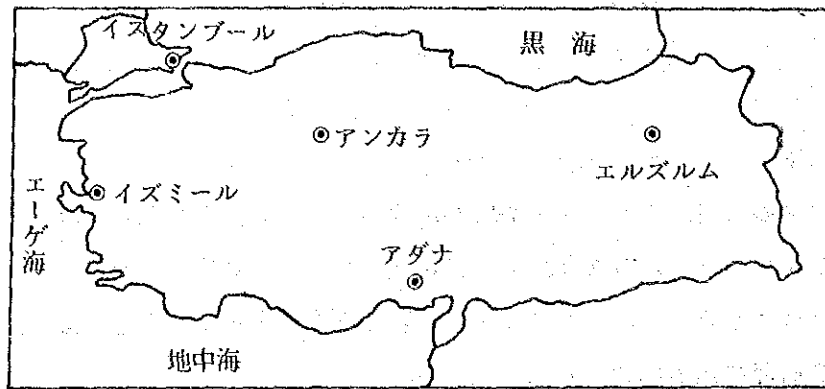 イスタンブール
黒海
アンカラ
エルズルム
イズミール
エーゲ海
アダナ
地中海